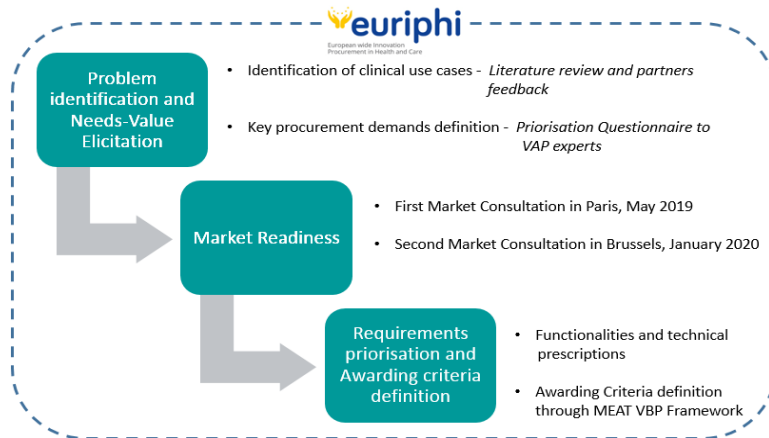 euriphi
European wide Innovation
Procurement in Health and Care
Problem
identification and
Needs-Value
Elicitation
• Identification of clinical use cases - Literature review and partners
feedback
• Key procurement demands definition - Priorisation Questionnaire to
VAP experts
Market Readiness
• First Market Consultation in Paris, May 2019
• Second Market Consultation in Brussels, January 2020
Requirements
priorisation and
Awarding criteria
definition
• Functionalities and technical
prescriptions
• Awarding Criteria definition
through MEAT VBP Framework